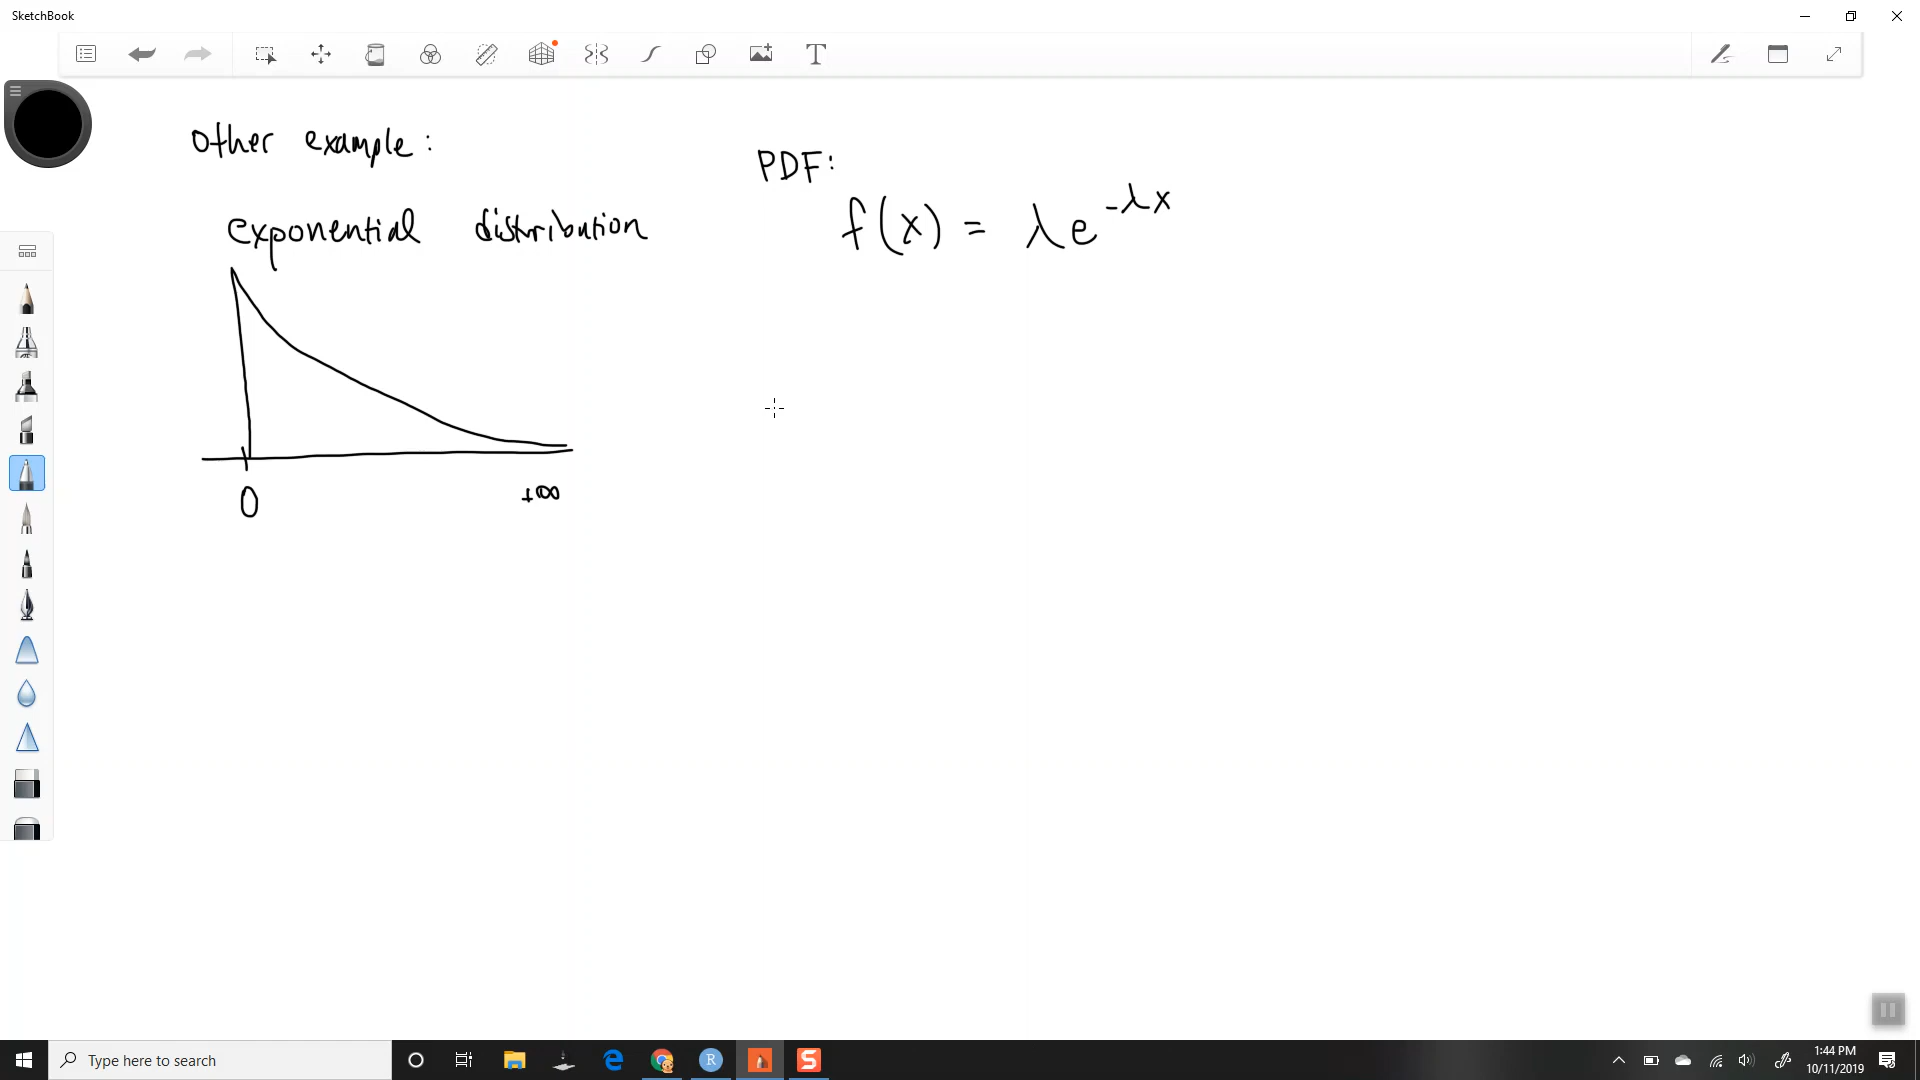 SketchBook
other example:
exponential distribution
0
+∞
PDF:
f(x) = λe^{-λx}
Type here to search
1:44 PM
10/11/2019